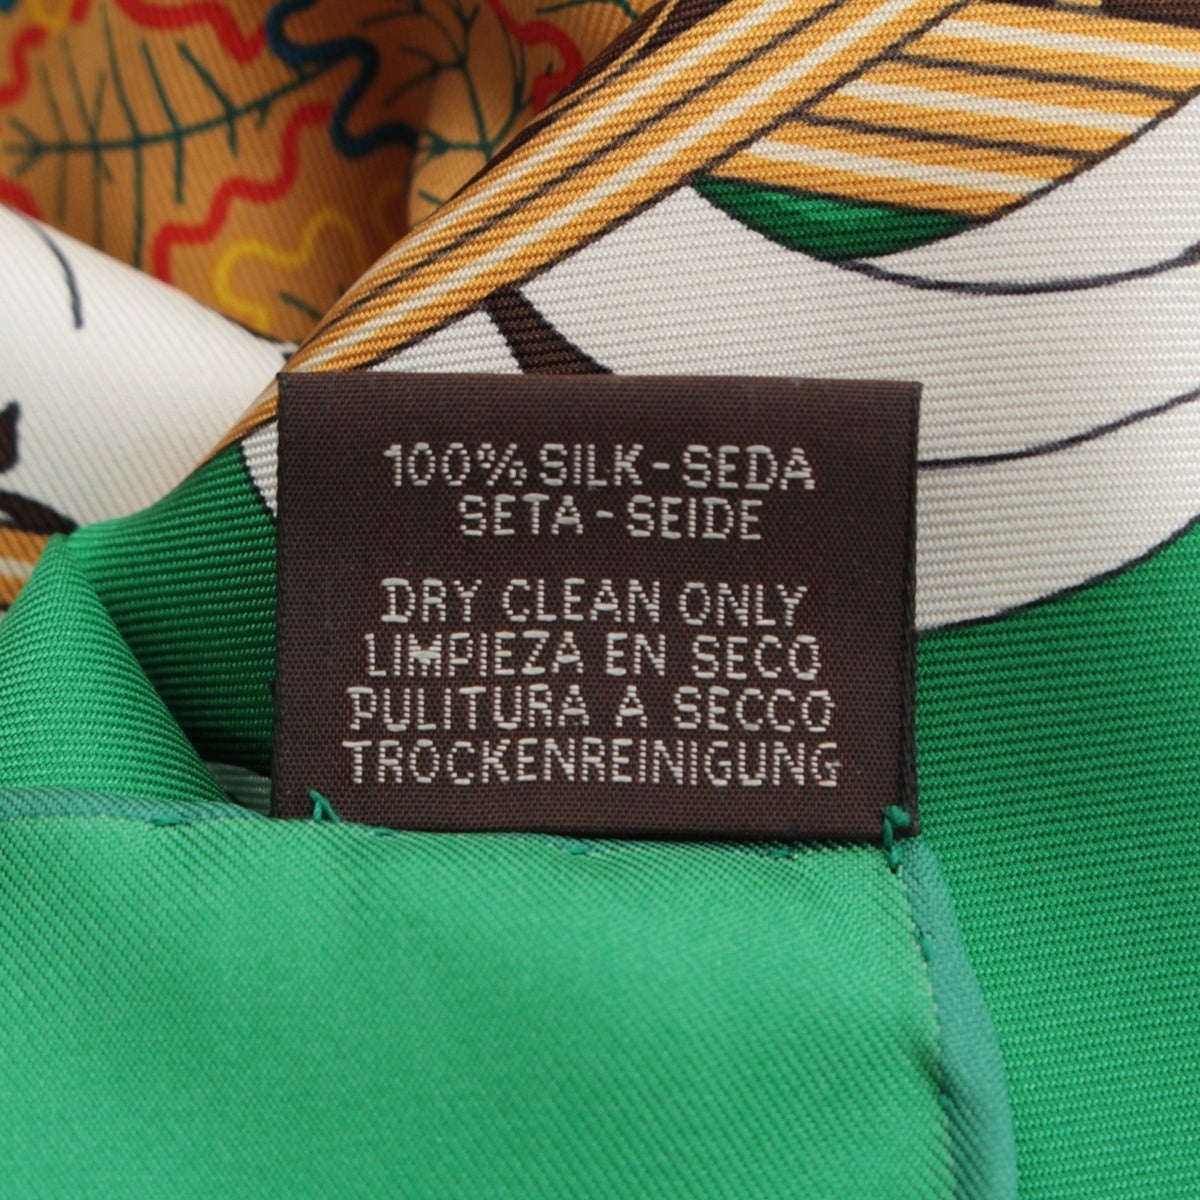 100% SILK-SEDA
SETA-SEIDE
DRY CLEAN ONLY
LIMPIEZA EN SECO
PULITURA A SECCO
TROCKENREINIGUNG